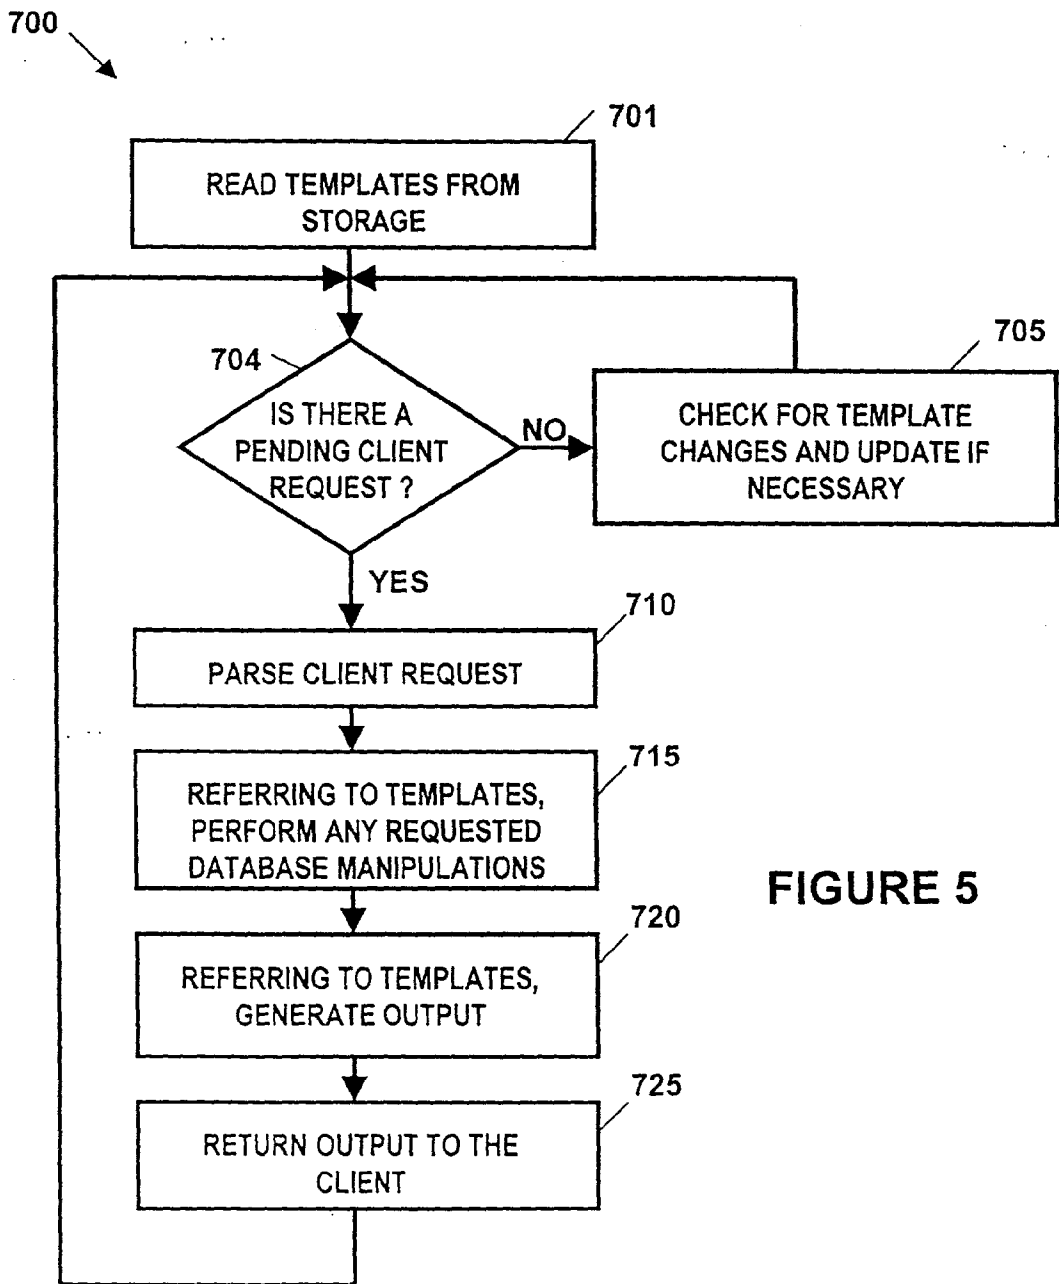 700
701
READ TEMPLATES FROM
STORAGE
704
IS THERE A
PENDING CLIENT
REQUEST ?
NO
705
CHECK FOR TEMPLATE
CHANGES AND UPDATE IF
NECESSARY
YES
710
PARSE CLIENT REQUEST
715
REFERRING TO TEMPLATES,
PERFORM ANY REQUESTED
DATABASE MANIPULATIONS
FIGURE 5
720
REFERRING TO TEMPLATES,
GENERATE OUTPUT
725
RETURN OUTPUT TO THE
CLIENT